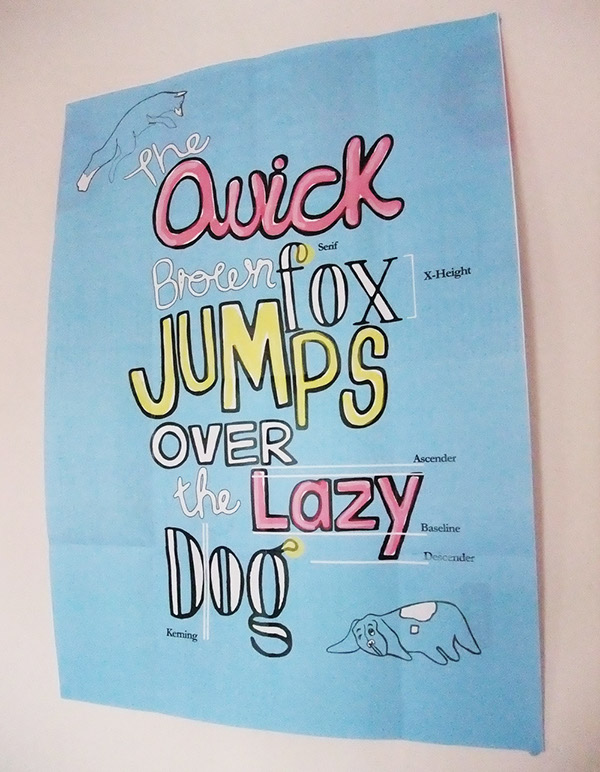 the
Quick
Serif
Brown fox
X-Height
JUMPS
OVER
Ascender
the Lazy
Baseline
Descender
Dog
Kerning